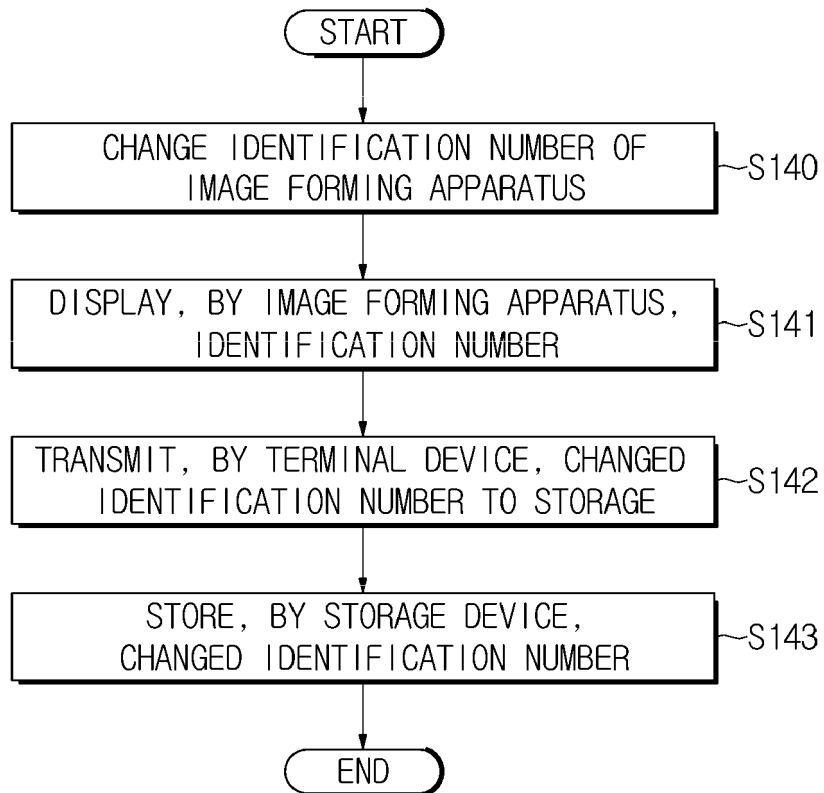 START
CHANGE IDENTIFICATION NUMBER OF
IMAGE FORMING APPARATUS
S140
DISPLAY, BY IMAGE FORMING APPARATUS,
IDENTIFICATION NUMBER
S141
TRANSMIT, BY TERMINAL DEVICE, CHANGED
IDENTIFICATION NUMBER TO STORAGE
S142
STORE, BY STORAGE DEVICE,
CHANGED IDENTIFICATION NUMBER
S143
END